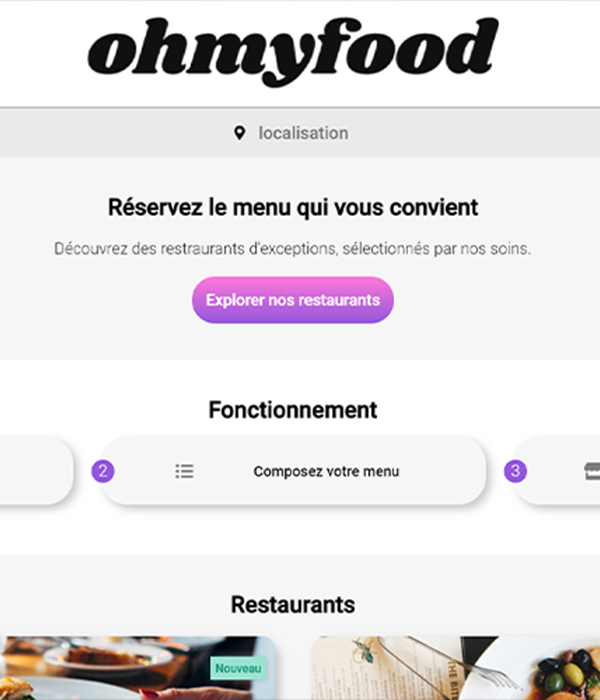 ohmyfood
localisation
Réservez le menu qui vous convient
Découvrez des restraurants d'exceptions, sélectionnés par nos soins.
Explorer nos restaurants
Fonctionnement
2
Composez votre menu
3
Restaurants
Nouveau